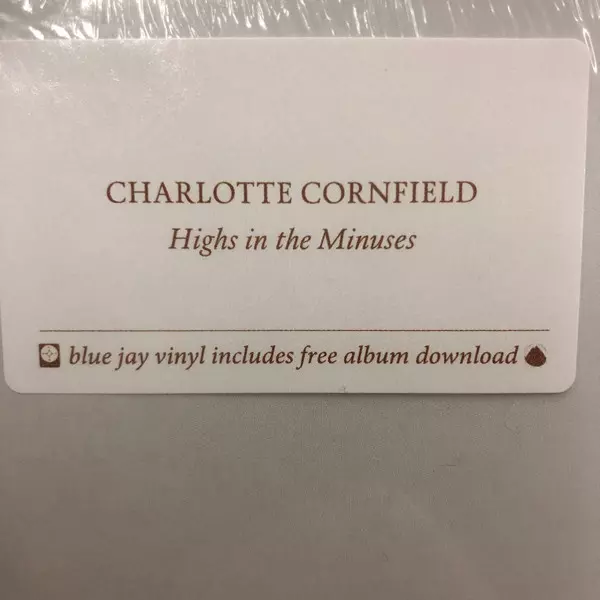 CHARLOTTE CORNFIELD
Highs in the Minuses
blue jay vinyl includes free album download